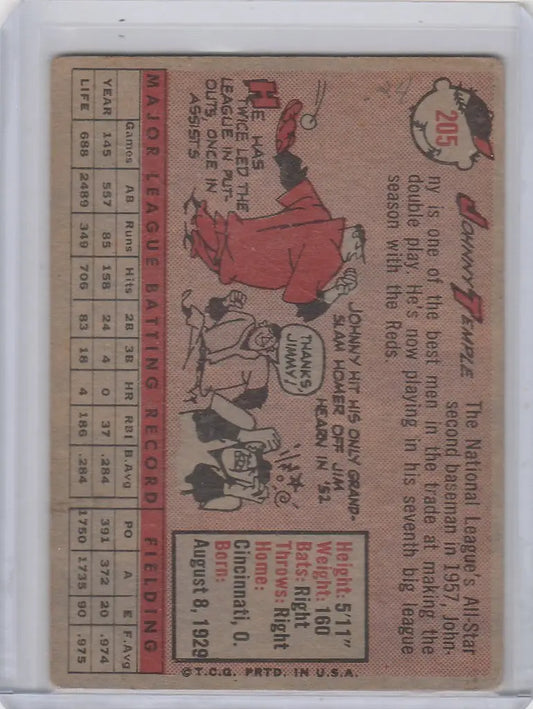 205
JOHNNY TEMPLE
The National League's All-Star
second baseman in 1957, John-
ny is one of the best men in the trade at making the
double play. He's now playing in his seventh big league
season with the Reds.
24
HE HAS
TWICE LED THE
LEAGUE IN PUT-
OUTS, ONCE IN
ASSISTS
JOHNNY HIT HIS ONLY GRAND-
SLAM HOMER OFF JIM
HEARN IN '52
THANKS,
JIMMY!
Height: 5'11"
Weight: 160
Bats: Right
Throws: Right
Home:
Cincinnati, O.
Born:
August 8, 1929
MAJOR LEAGUE BATTING RECORD FIELDING
Games AB Runs Hits 2B 3B HR RBI B.Avg PO A E F.Avg
YEAR 145 557 85 158 24 4 0 37 .284 391 372 20 .974
LIFE 688 2489 349 706 83 18 4 186 .284 1750 1735 90 .975
©T.C.G. PRTD. IN U.S.A.